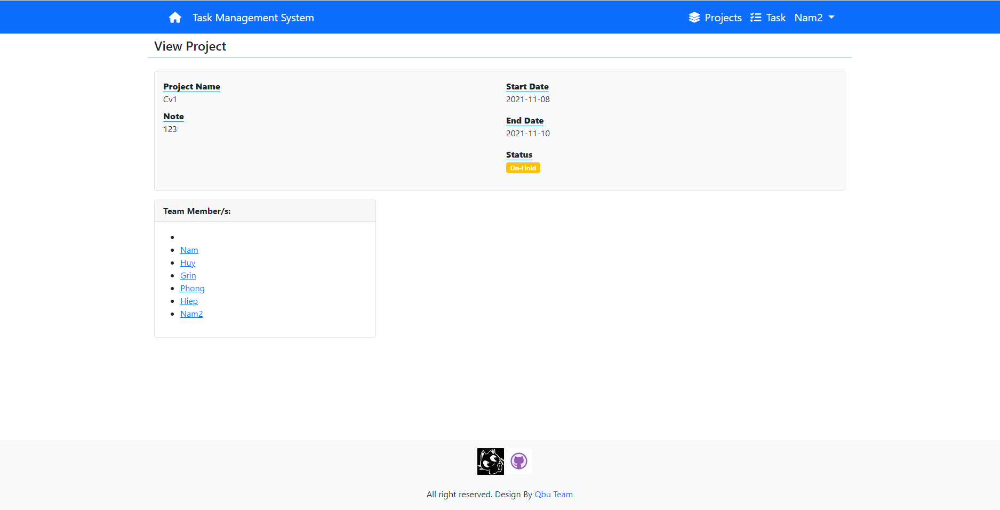 Task Management System
Projects
Task
Nam2
View Project
Project Name
Cv1
Note
123
Start Date
2021-11-08
End Date
2021-11-10
Status
On-Hold
Team Member/s:
Nam
Huy
Grin
Phong
Hiep
Nam2
All right reserved. Design By Qbu Team